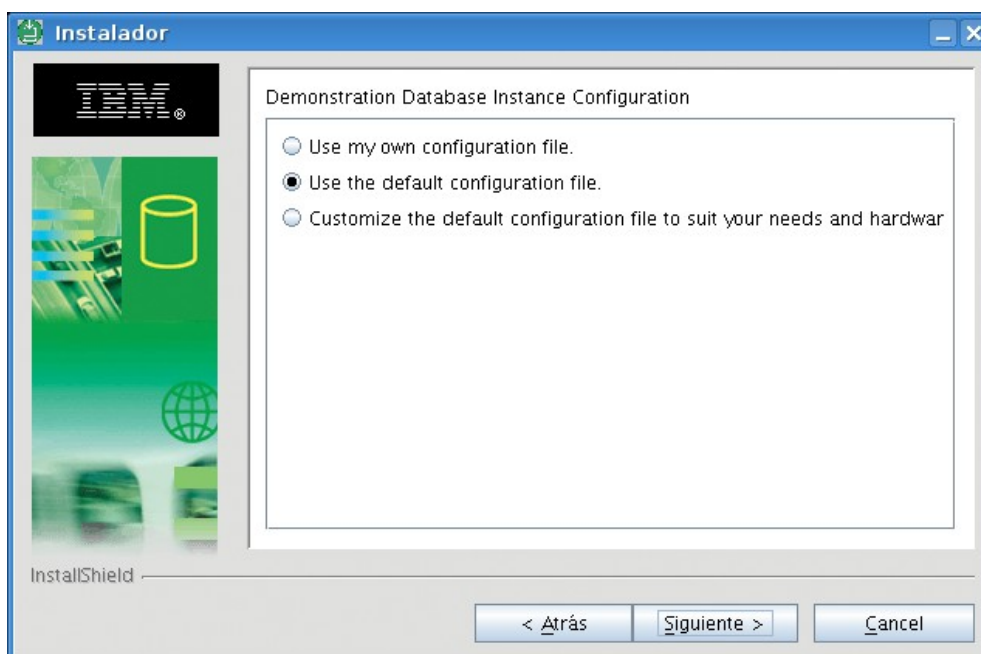 Instalador
IBM®
Demonstration Database Instance Configuration
Use my own configuration file.
Use the default configuration file.
Customize the default configuration file to suit your needs and hardwar
InstallShield
< Atrás
Siguiente >
Cancel